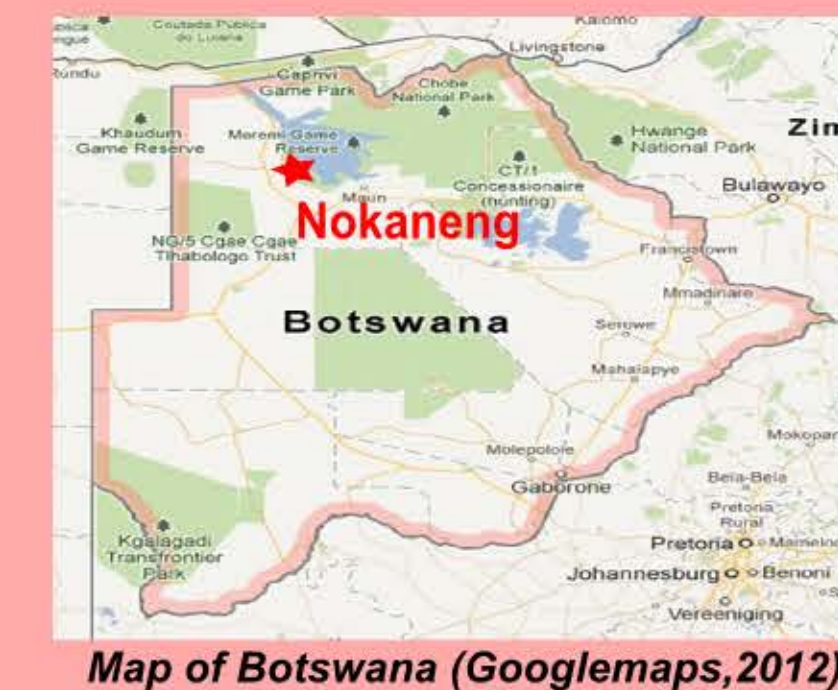 Coutada Publica
do Luiana
Kalomo
Livingstone
Rundu
Caprivi
Game Park
Chobe
National Park
Khaudum
Game Reserve
Moremi Game
Reserve
Hwange
National Park
Zim
CT/1
Concessionaire
(hunting)
Bulawayo
Maun
Nokaneng
NG/5 Cgae Cgae
Tlhabologo Trust
Francistown
Mmadinare
Botswana
Serowe
Mahalapye
Mokopan
Molepolole
Gaborone
Bela-Bela
Pretoria
Rural
Kgalagadi
Transfrontier
Park
Pretoria
Mamelod
Johannesburg
Benoni
Vereeniging
Map of Botswana (Googlemaps,2012)